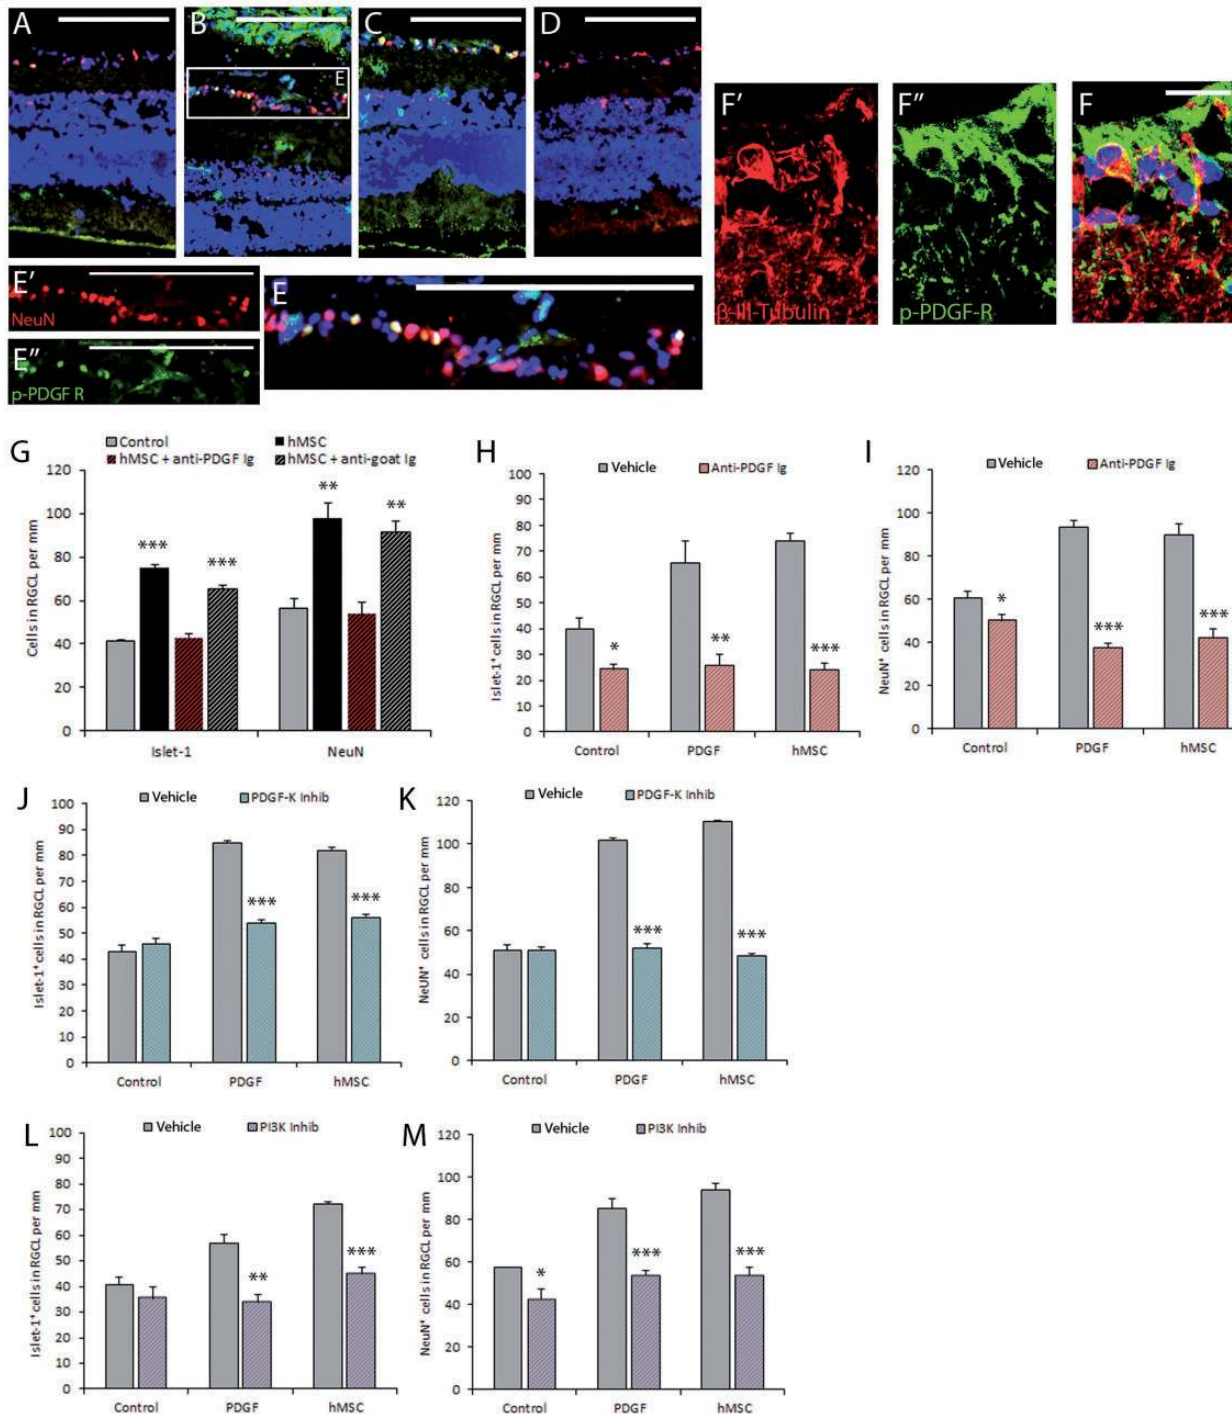 A
B
C
D
E
F′
F″
F
β-III-Tubulin
p-PDGF-R
E′
NeuN
E″
p-PDGF R
E
G
Control
hMSC
hMSC + anti-PDGF Ig
hMSC + anti-goat Ig
Cells in RGCL per mm
120
100
80
60
40
20
0
***
***
**
**
Islet-1
NeuN
H
Vehicle
Anti-PDGF Ig
Islet-1⁺ cells in RGCL per mm
100
90
80
70
60
50
40
30
20
10
0
*
**
***
Control
PDGF
hMSC
I
Vehicle
Anti-PDGF Ig
NeuN⁺ cells in RGCL per mm
120
100
80
60
40
20
0
*
***
***
Control
PDGF
hMSC
J
Vehicle
PDGF-K Inhib
Islet-1⁺ cells in RGCL per mm
100
90
80
70
60
50
40
30
20
10
0
***
***
Control
PDGF
hMSC
K
Vehicle
PDGF-K Inhib
NeUN⁺ cells in RGCL per mm
120
100
80
60
40
20
0
***
***
Control
PDGF
hMSC
L
Vehicle
PI3K Inhib
Islet-1⁺ cells in RGCL per mm
100
90
80
70
60
50
40
30
20
10
0
**
***
Control
PDGF
hMSC
M
Vehicle
PI3K Inhib
NeuN⁺ cells in RGCL per mm
120
100
80
60
40
20
0
*
***
***
Control
PDGF
hMSC